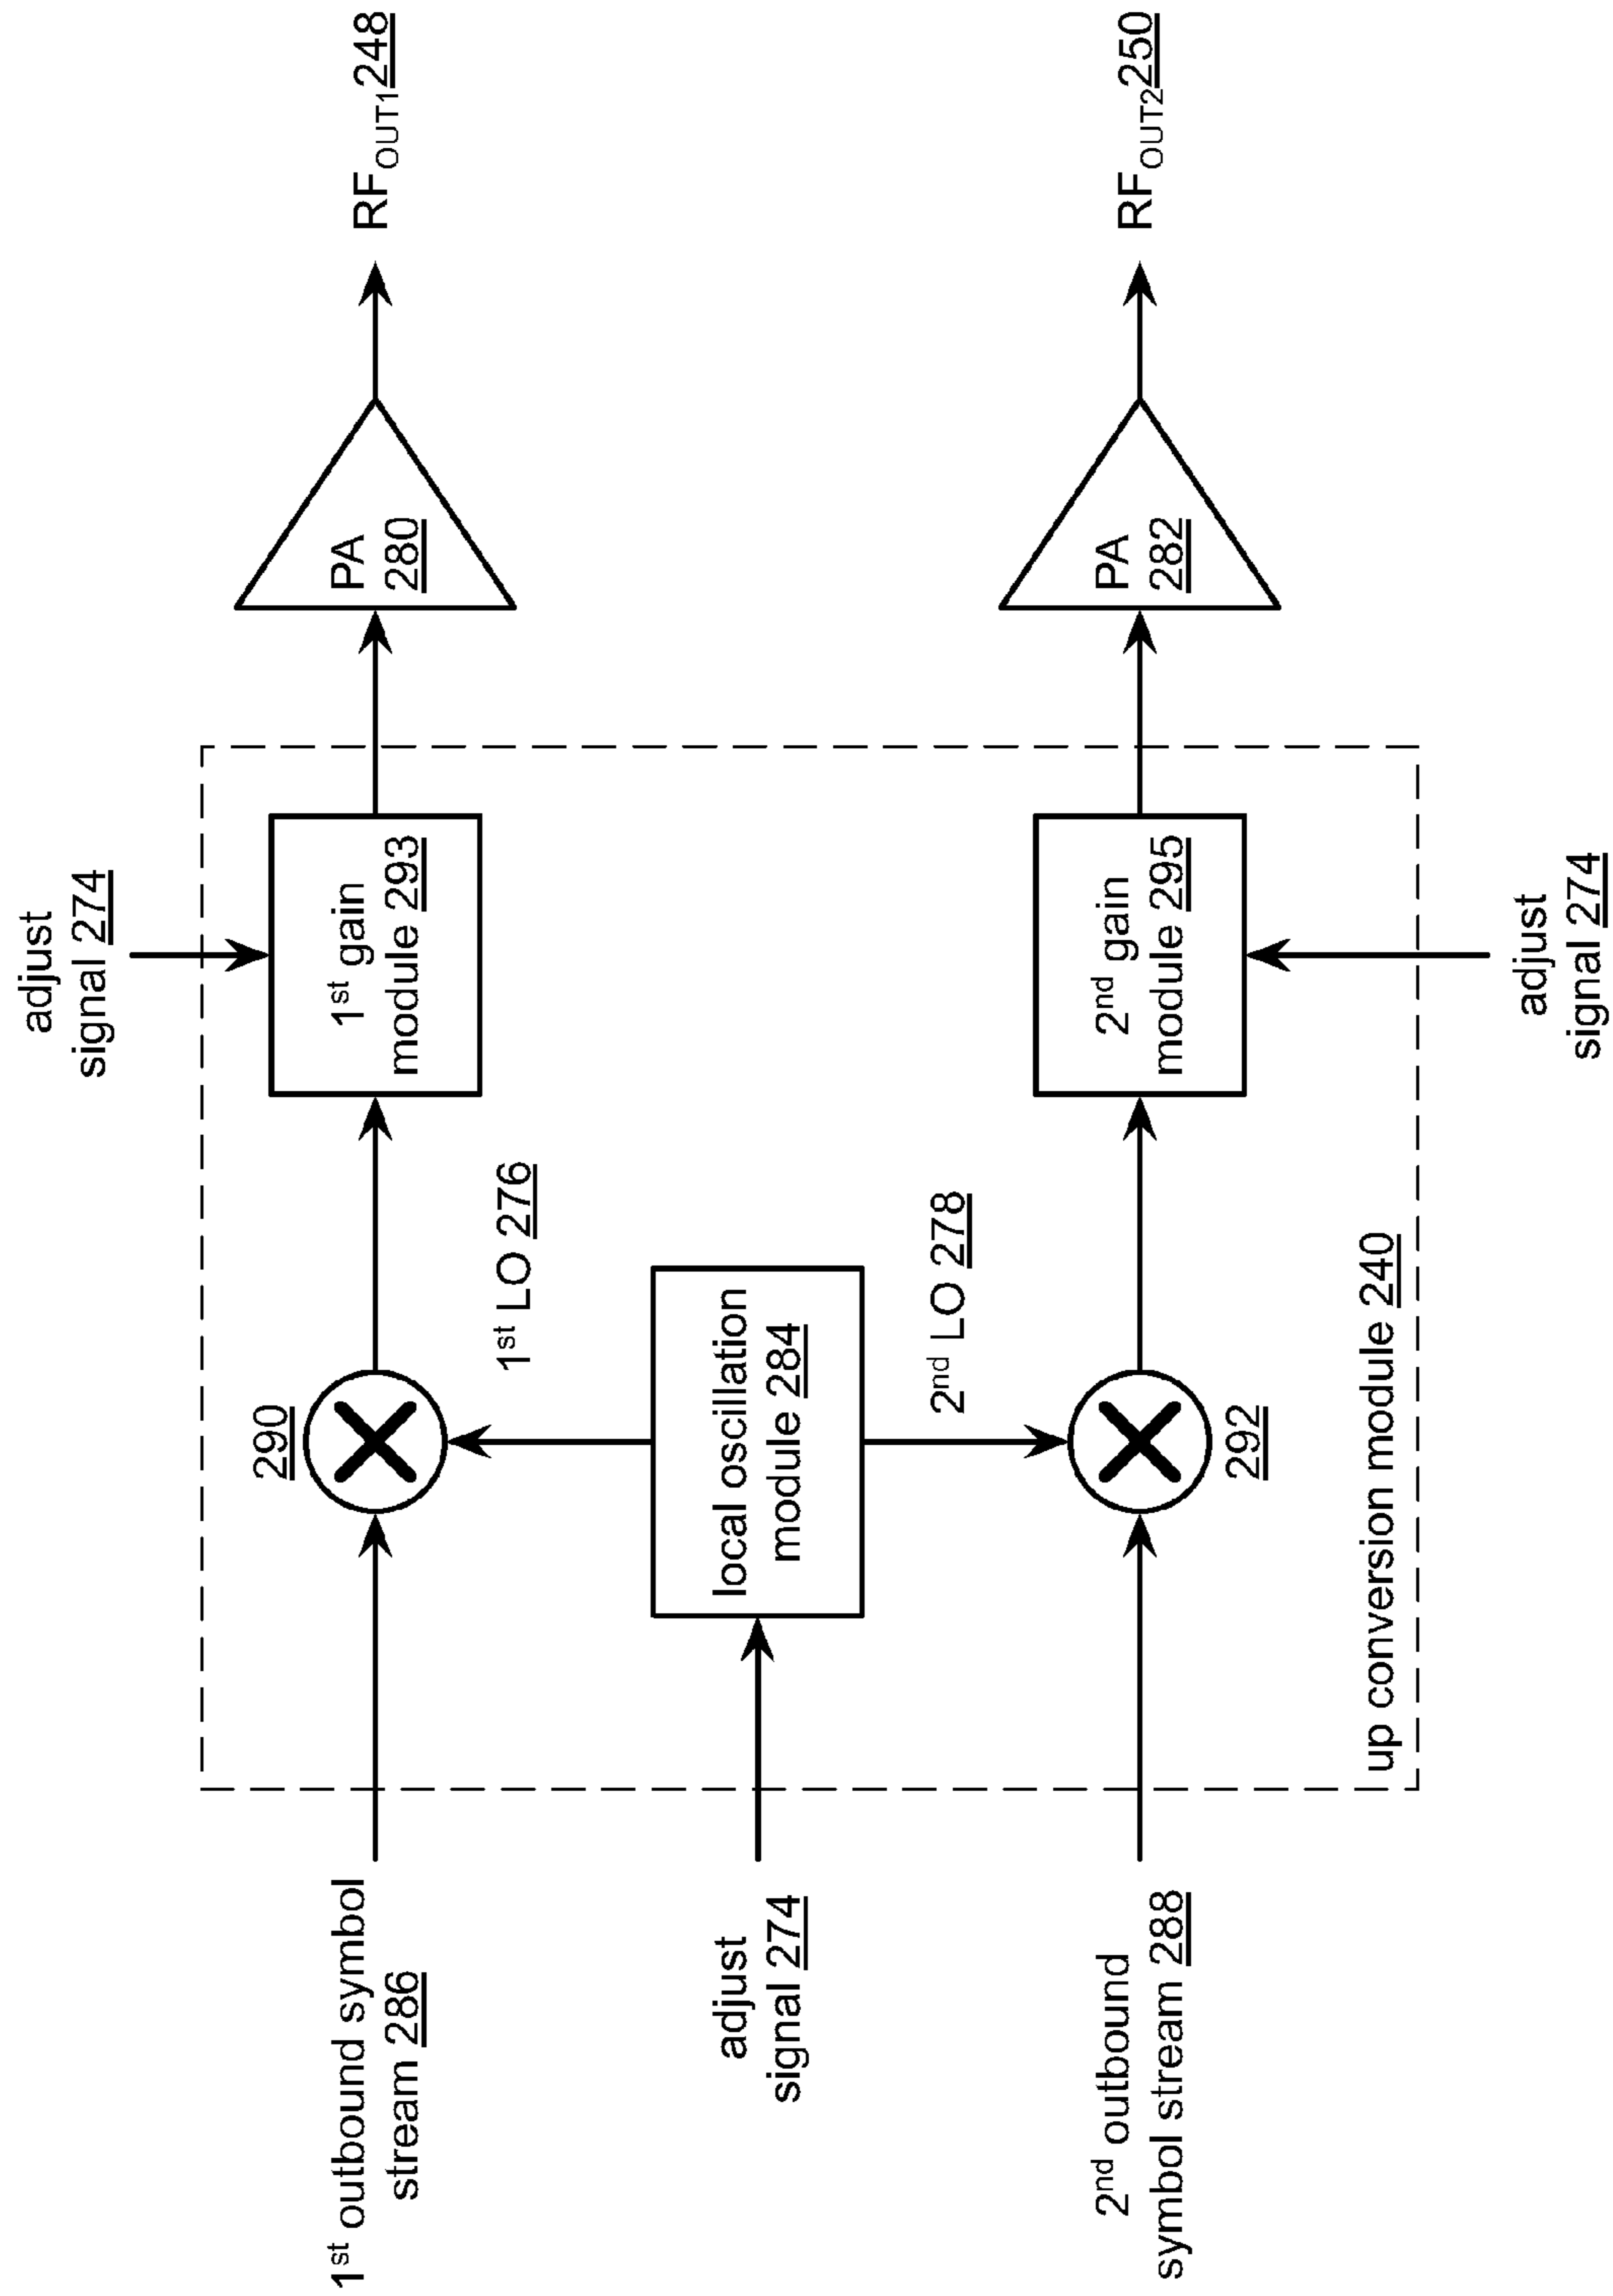 adjust
signal 274
1st outbound symbol
stream 286
290
1st gain
module 293
PA
280
RFOUT1 248
1st LO 276
adjust
signal 274
local oscillation
module 284
2nd LO 278
2nd outbound
symbol stream 288
292
2nd gain
module 295
PA
282
RFOUT2 250
up conversion module 240
adjust
signal 274